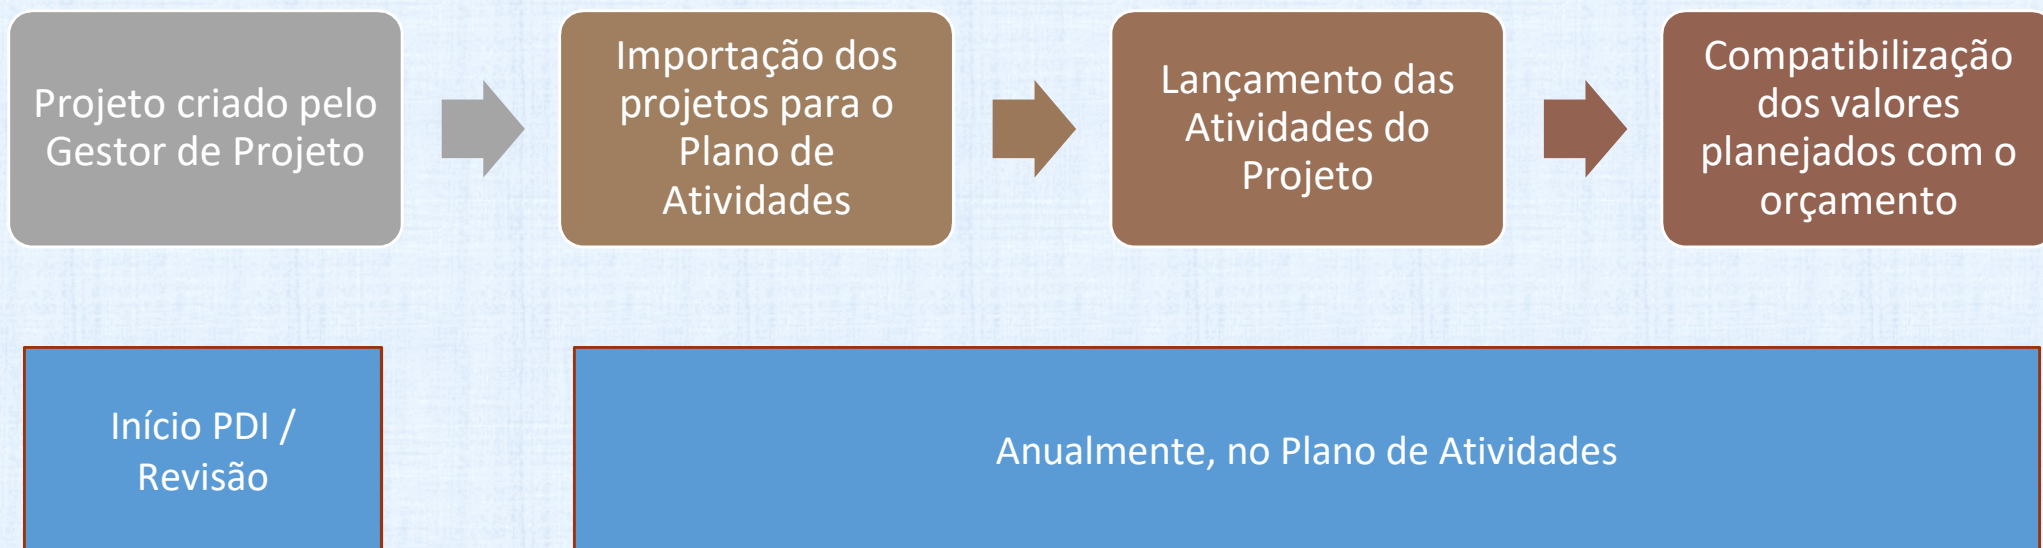 Projeto criado pelo
Gestor de Projeto
Importação dos
projetos para o
Plano de
Atividades
Lançamento das
Atividades do
Projeto
Compatibilização
dos valores
planejados com o
orçamento
Início PDI /
Revisão
Anualmente, no Plano de Atividades